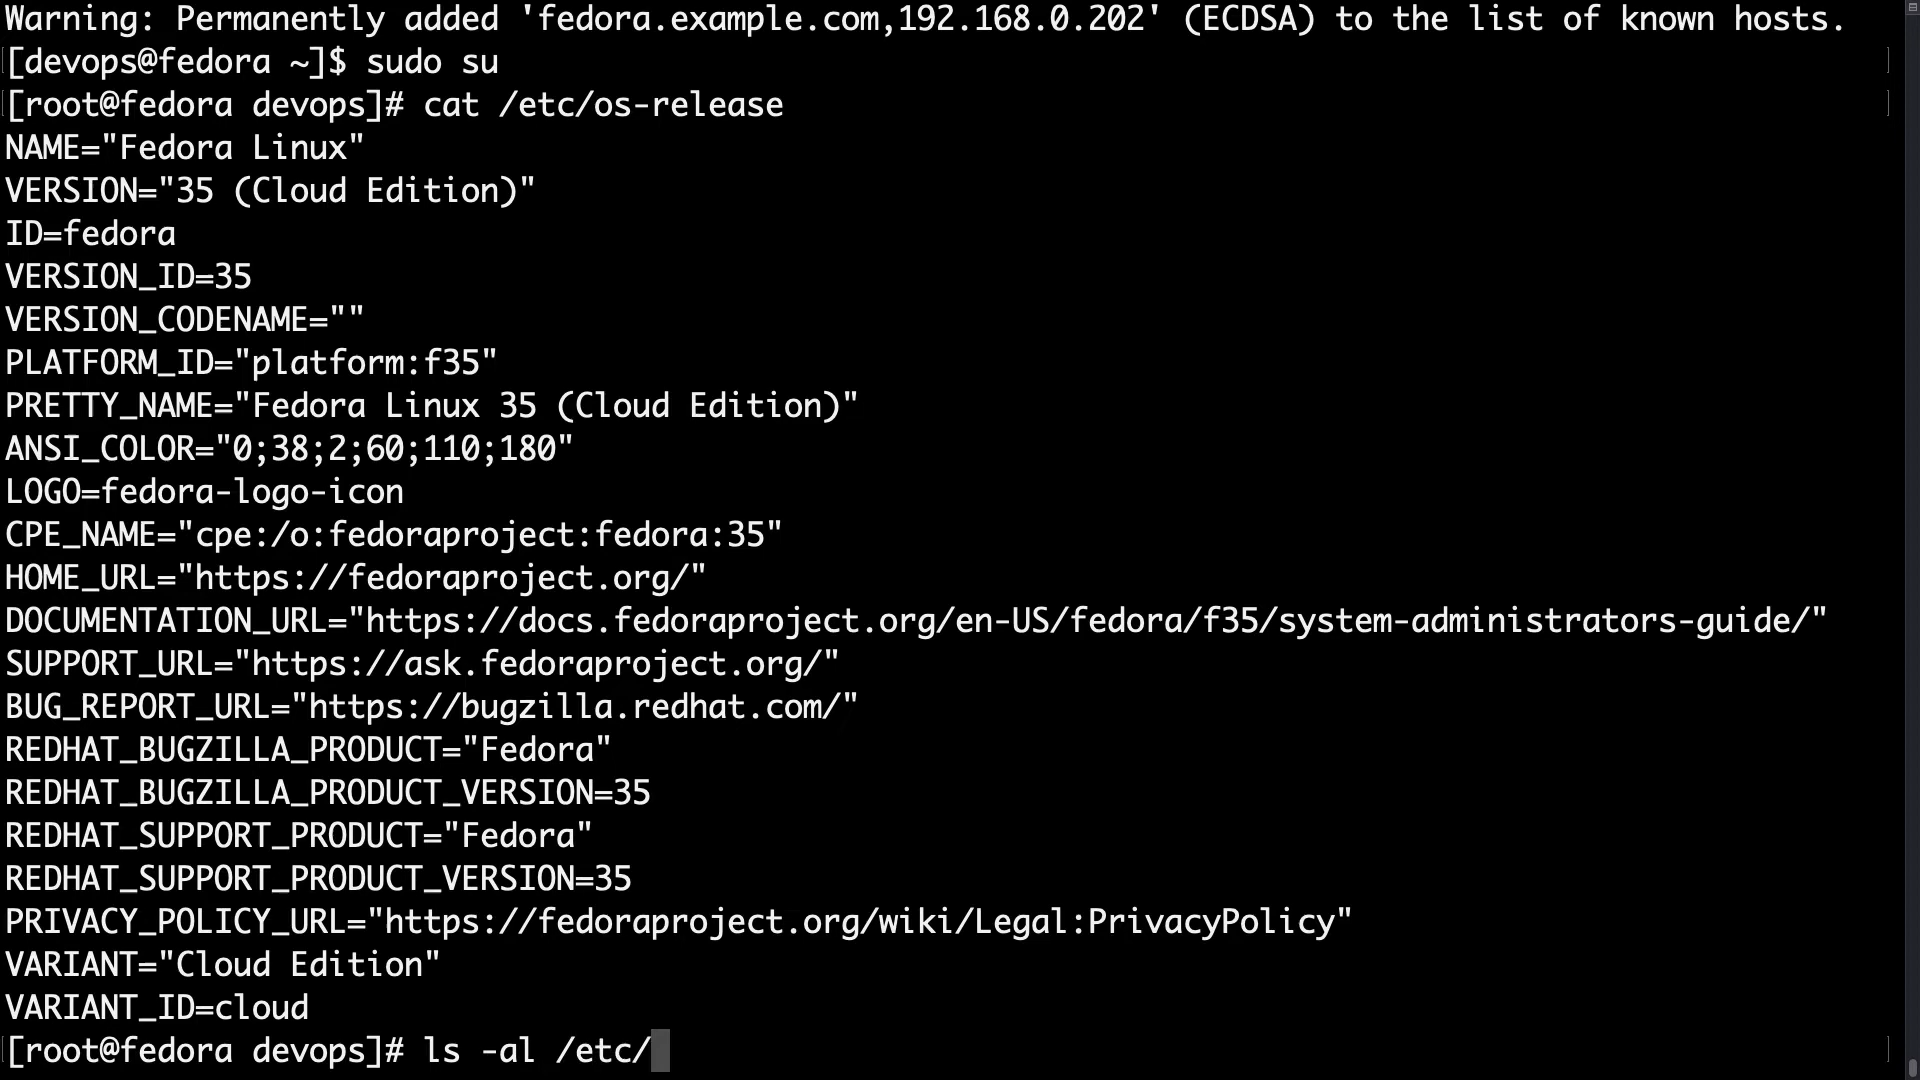 Warning: Permanently added 'fedora.example.com,192.168.0.202' (ECDSA) to the list of known hosts.
[devops@fedora ~]$ sudo su
[root@fedora devops]# cat /etc/os-release
NAME="Fedora Linux"
VERSION="35 (Cloud Edition)"
ID=fedora
VERSION_ID=35
VERSION_CODENAME=""
PLATFORM_ID="platform:f35"
PRETTY_NAME="Fedora Linux 35 (Cloud Edition)"
ANSI_COLOR="0;38;2;60;110;180"
LOGO=fedora-logo-icon
CPE_NAME="cpe:/o:fedoraproject:fedora:35"
HOME_URL="https://fedoraproject.org/"
DOCUMENTATION_URL="https://docs.fedoraproject.org/en-US/fedora/f35/system-administrators-guide/"
SUPPORT_URL="https://ask.fedoraproject.org/"
BUG_REPORT_URL="https://bugzilla.redhat.com/"
REDHAT_BUGZILLA_PRODUCT="Fedora"
REDHAT_BUGZILLA_PRODUCT_VERSION=35
REDHAT_SUPPORT_PRODUCT="Fedora"
REDHAT_SUPPORT_PRODUCT_VERSION=35
PRIVACY_POLICY_URL="https://fedoraproject.org/wiki/Legal:PrivacyPolicy"
VARIANT="Cloud Edition"
VARIANT_ID=cloud
[root@fedora devops]# ls -al /etc/